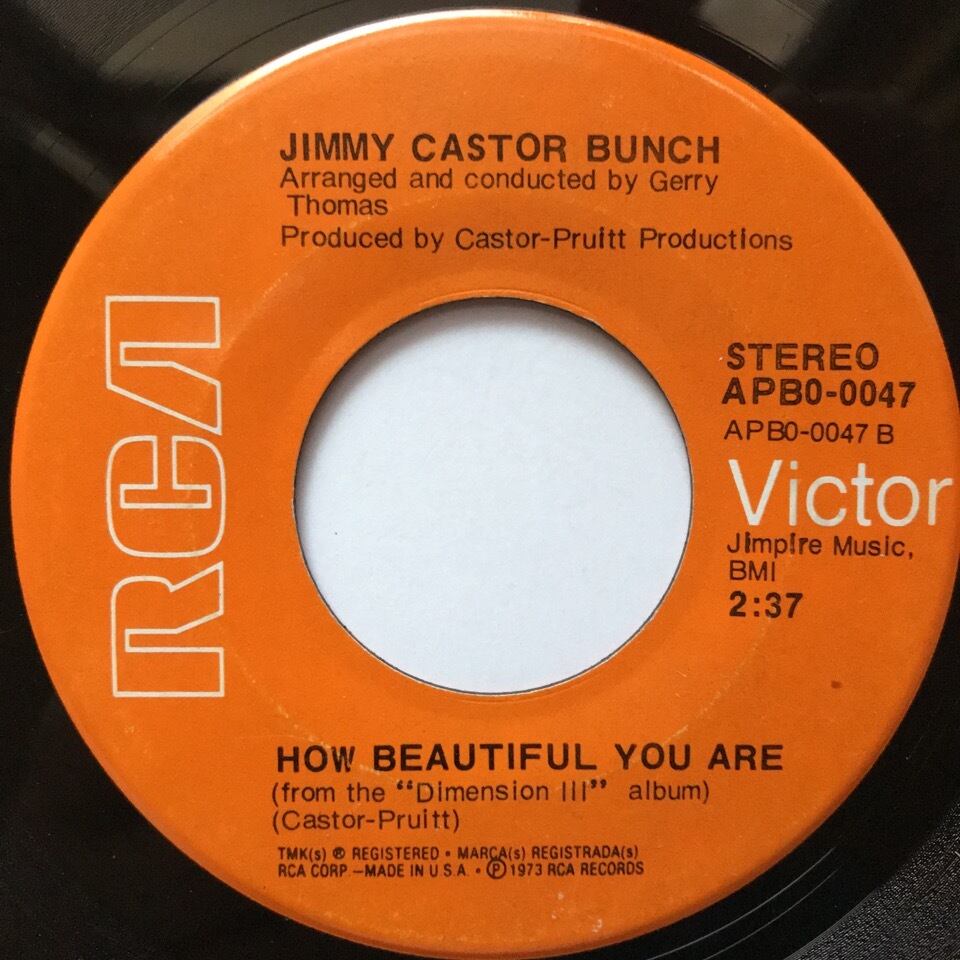 JIMMY CASTOR BUNCH
Arranged and conducted by Gerry
Thomas
Produced by Castor-Pruitt Productions
RCA
STEREO
APBO-0047
APBO-0047 B
Victor
Jimpire Music,
BMI
2:37
HOW BEAUTIFUL YOU ARE
(from the “Dimension III” album)
(Castor-Pruitt)
TMK(s) ® REGISTERED • MARCA(s) REGISTRADA(s)
RCA CORP.—MADE IN U.S.A. • Ⓟ 1973 RCA RECORDS